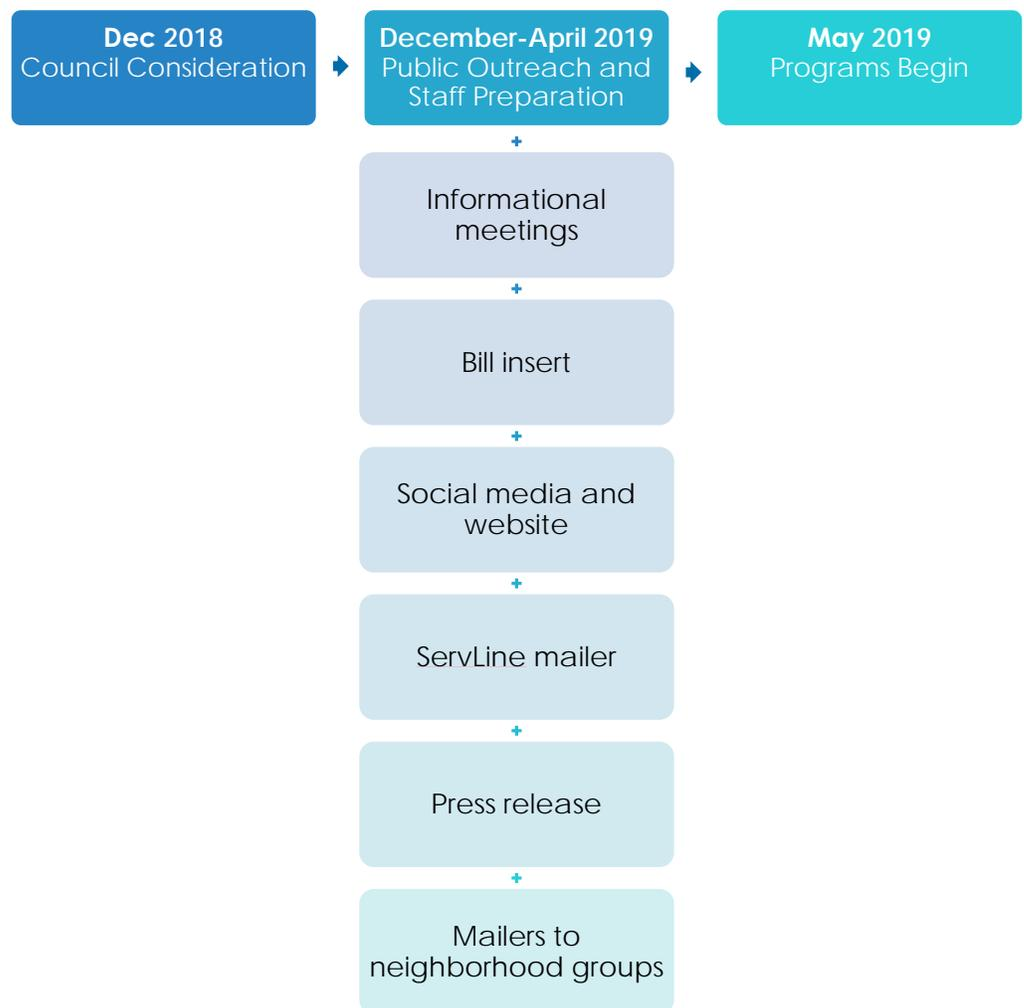 Dec 2018
Council Consideration
December-April 2019
Public Outreach and
Staff Preparation
May 2019
Programs Begin
Informational
meetings
Bill insert
Social media and
website
ServLine mailer
Press release
Mailers to
neighborhood groups